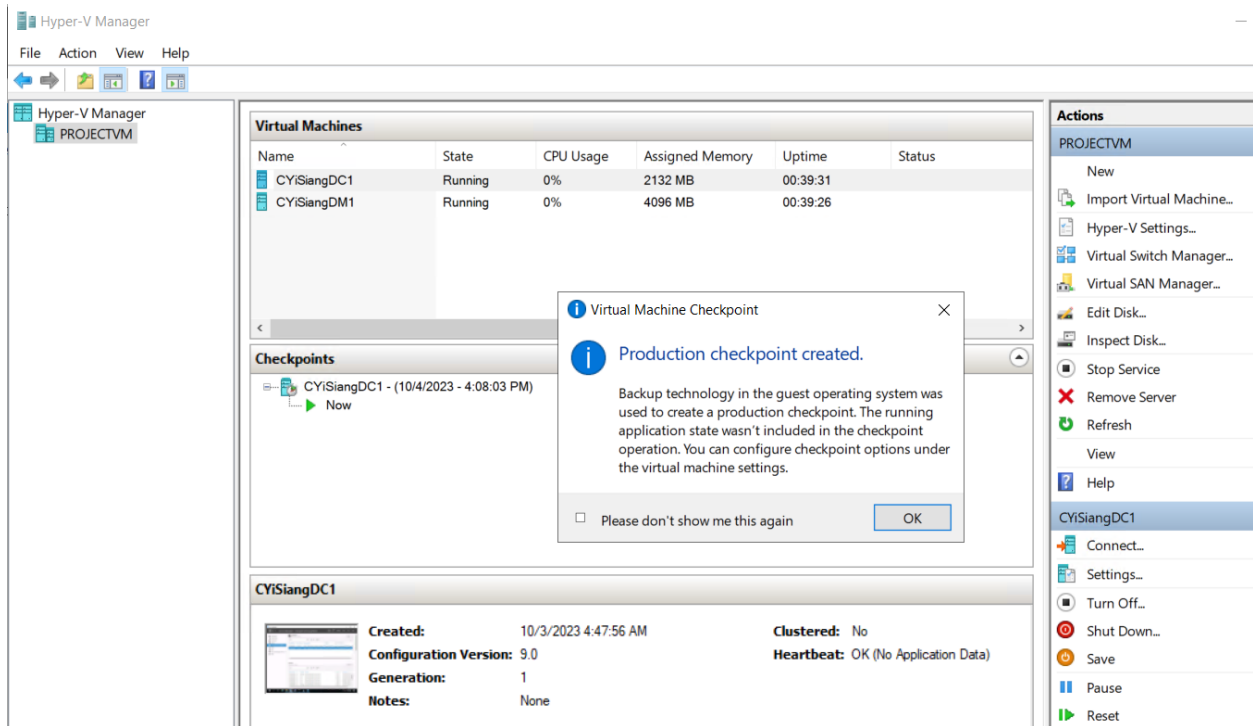 Hyper-V Manager
File Action View Help
Hyper-V Manager
PROJECTVM
Virtual Machines
Name State CPU Usage Assigned Memory Uptime Status
CYiSiangDC1 Running 0% 2132 MB 00:39:31
CYiSiangDM1 Running 0% 4096 MB 00:39:26
Checkpoints
CYiSiangDC1 - (10/4/2023 - 4:08:03 PM)
Now
Virtual Machine Checkpoint
Production checkpoint created.
Backup technology in the guest operating system was
used to create a production checkpoint. The running
application state wasn't included in the checkpoint
operation. You can configure checkpoint options under
the virtual machine settings.
Please don't show me this again
OK
CYiSiangDC1
Created: 10/3/2023 4:47:56 AM Clustered: No
Configuration Version: 9.0 Heartbeat: OK (No Application Data)
Generation: 1
Notes: None
Actions
PROJECTVM
New
Import Virtual Machine...
Hyper-V Settings...
Virtual Switch Manager...
Virtual SAN Manager...
Edit Disk...
Inspect Disk...
Stop Service
Remove Server
Refresh
View
Help
CYiSiangDC1
Connect...
Settings...
Turn Off...
Shut Down...
Save
Pause
Reset